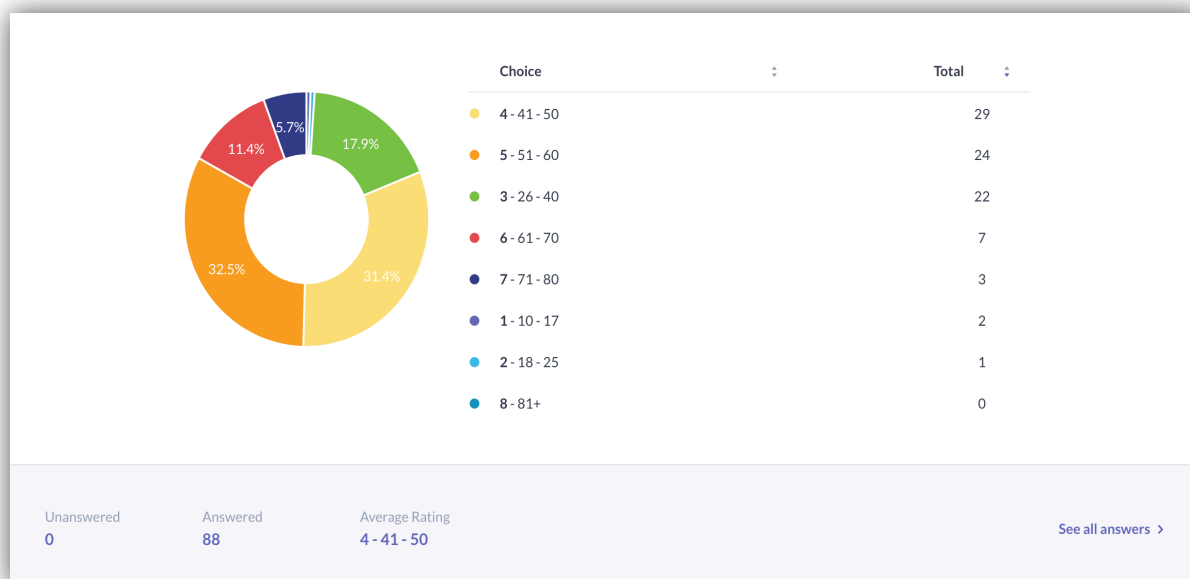 Choice Total
4 - 41 - 50 29
5 - 51 - 60 24
3 - 26 - 40 22
6 - 61 - 70 7
7 - 71 - 80 3
1 - 10 - 17 2
2 - 18 - 25 1
8 - 81+ 0
5.7%
11.4%
17.9%
32.5%
31.4%
Unanswered Answered Average Rating
0 88 4 - 41 - 50
See all answers >